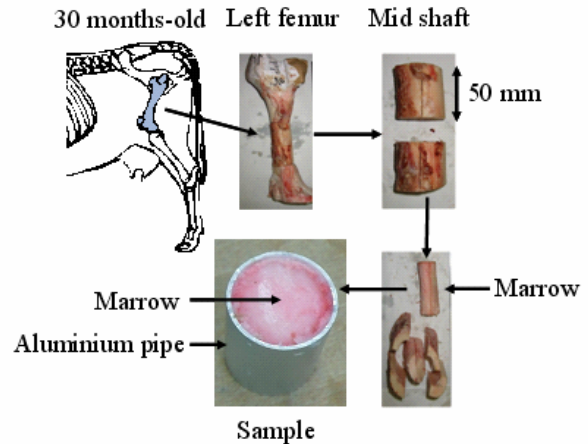 30 months-old
Left femur
Mid shaft
50 mm
Marrow
Marrow
Aluminium pipe
Sample